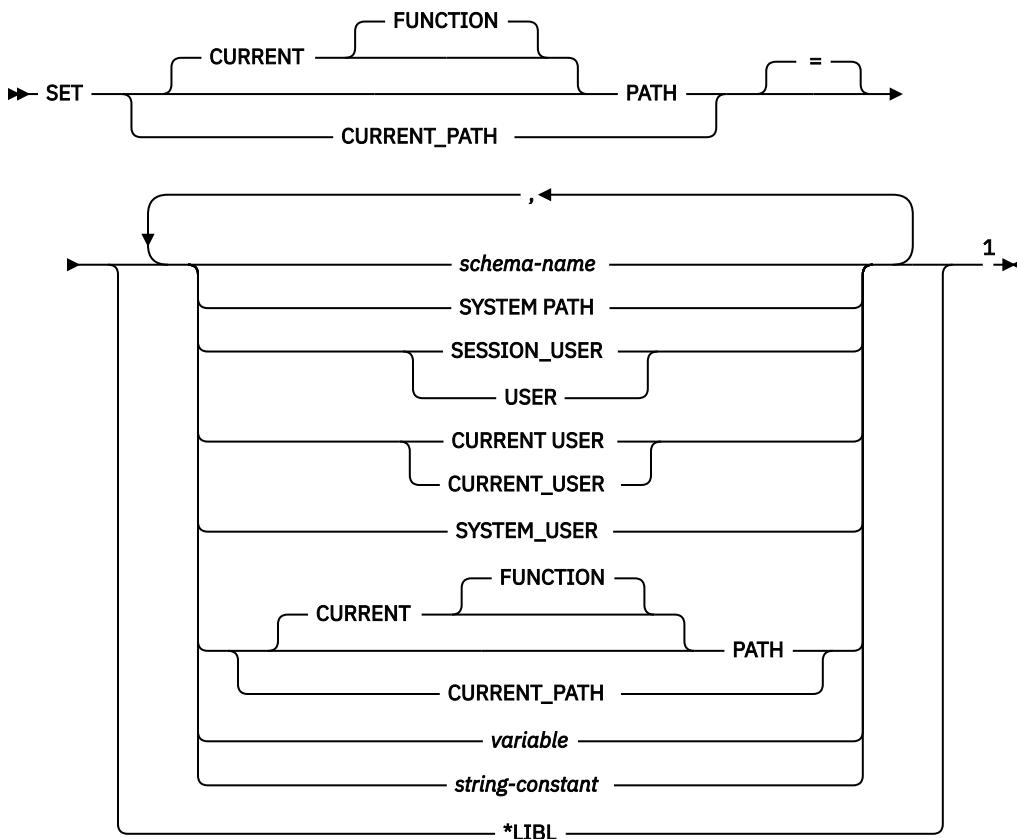 FUNCTION
CURRENT
=
SET
PATH
CURRENT_PATH
,
1
schema-name
SYSTEM PATH
SESSION_USER
USER
CURRENT USER
CURRENT_USER
SYSTEM_USER
FUNCTION
CURRENT
PATH
CURRENT_PATH
variable
string-constant
*LIBL